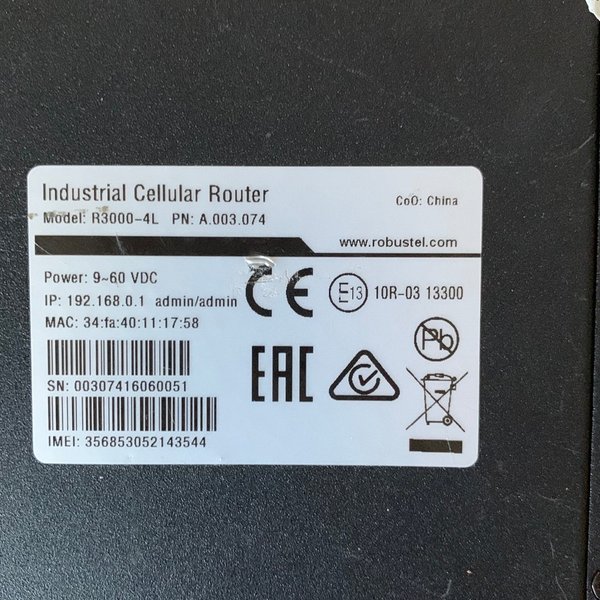 Industrial Cellular Router
CoO: China
Model: R3000-4L PN: A.003.074
www.robustel.com
Power: 9~60 VDC
IP: 192.168.0.1 admin/admin
MAC: 34:fa:40:11:17:58
CE
E13 10R-03 13300
Pb
EAC
SN: 00307416060051
IMEI: 356853052143544